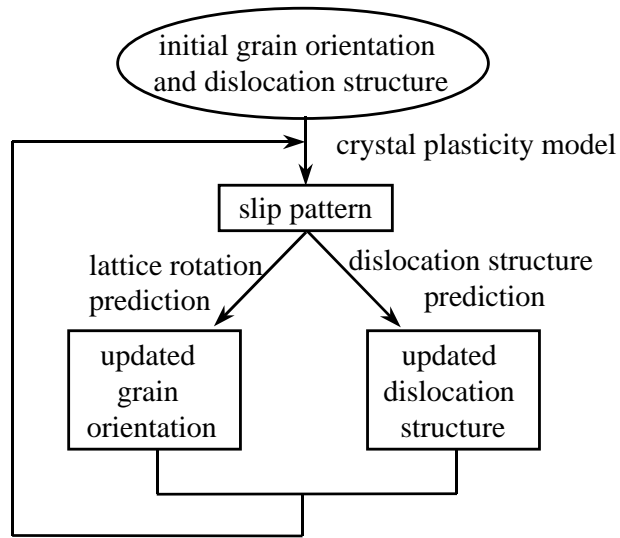 initial grain orientation
and dislocation structure
crystal plasticity model
slip pattern
lattice rotation
prediction
dislocation structure
prediction
updated
grain
orientation
updated
dislocation
structure